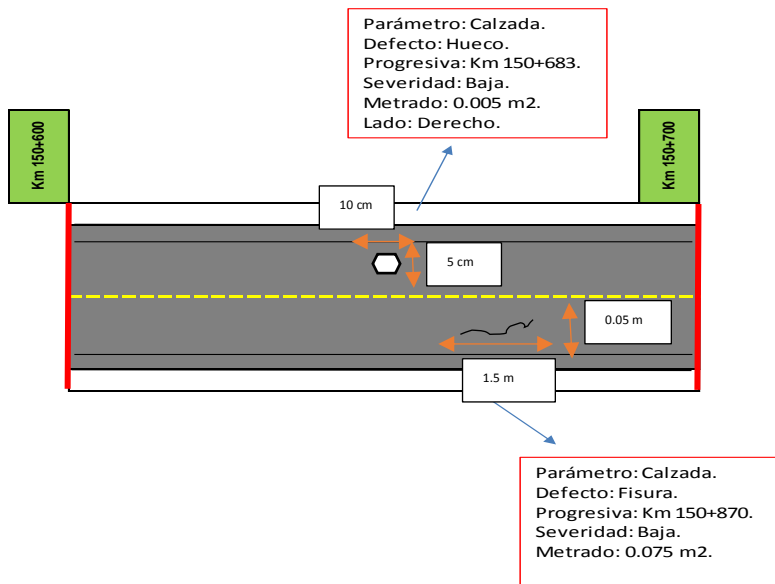 Parámetro: Calzada.
Defecto: Hueco.
Progresiva: Km 150+683.
Severidad: Baja.
Metrado: 0.005 m2.
Lado: Derecho.
Km 150+600
Km 150+700
10 cm
5 cm
0.05 m
1.5 m
Parámetro: Calzada.
Defecto: Fisura.
Progresiva: Km 150+870.
Severidad: Baja.
Metrado: 0.075 m2.